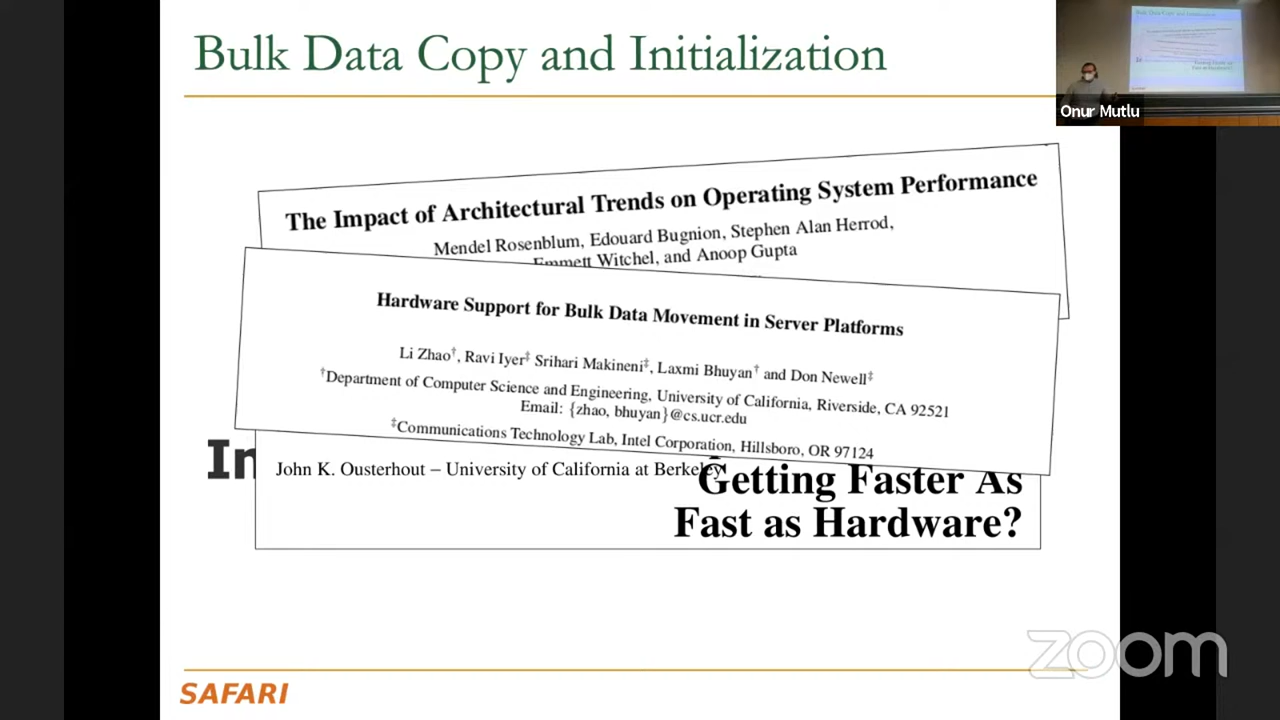 Bulk Data Copy and Initialization
Onur Mutlu
The Impact of Architectural Trends on Operating System Performance
Mendel Rosenblum, Edouard Bugnion, Stephen Alan Herrod,
Emmett Witchel, and Anoop Gupta
Hardware Support for Bulk Data Movement in Server Platforms
Li Zhao†, Ravi Iyer‡ Srihari Makineni‡, Laxmi Bhuyan† and Don Newell‡
†Department of Computer Science and Engineering, University of California, Riverside, CA 92521
Email: {zhao, bhuyan}@cs.ucr.edu
‡Communications Technology Lab, Intel Corporation, Hillsboro, OR 97124
In
John K. Ousterhout – University of California at Berkeley
Getting Faster As
Fast as Hardware?
zoom
SAFARI